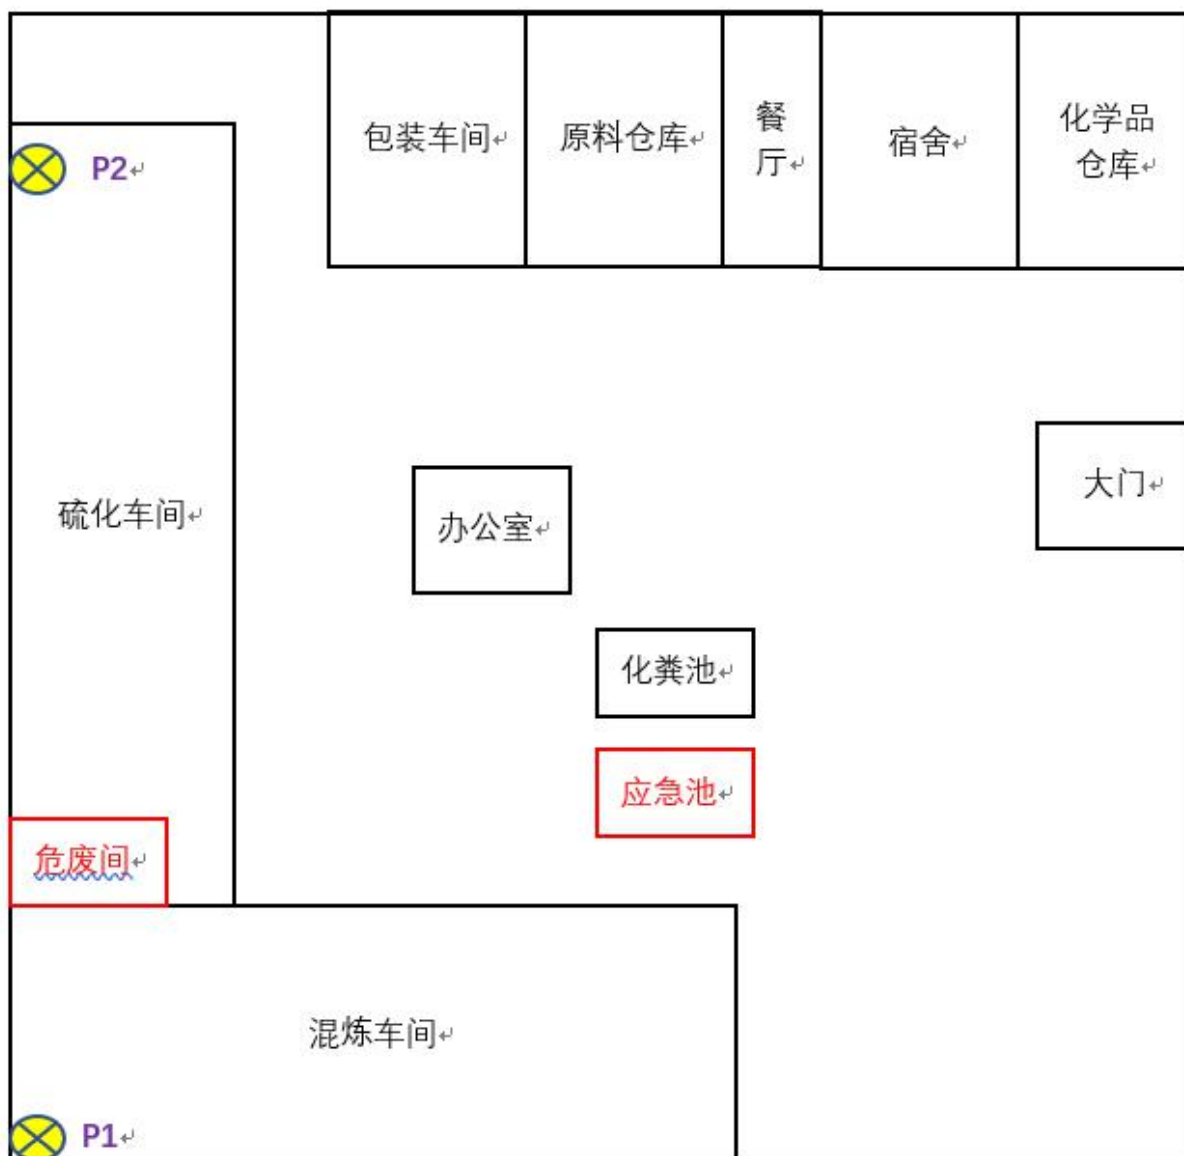 包装车间
原料仓库
餐
厅
宿舍
化学品
仓库
P2
硫化车间
办公室
大门
化粪池
应急池
危废间
混炼车间
P1